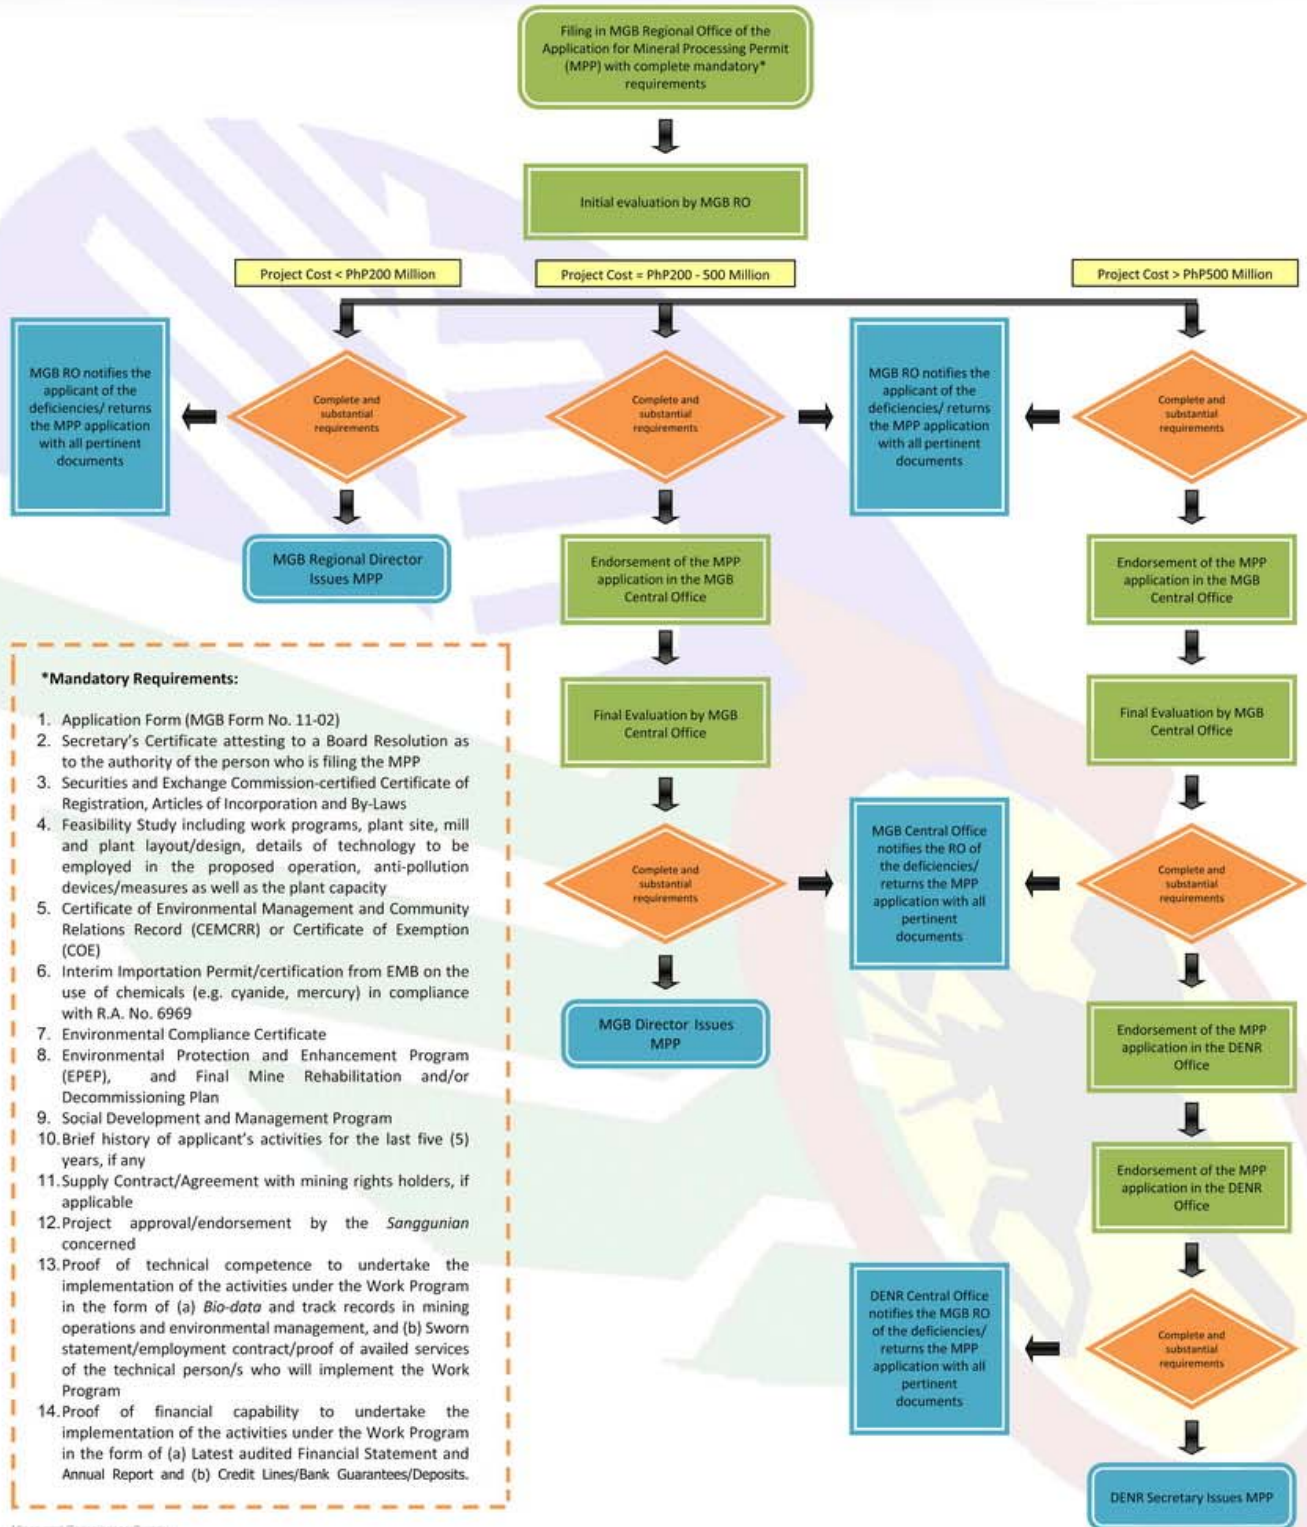 Filing in MGB Regional Office of the
Application for Mineral Processing Permit
(MPP) with complete mandatory*
requirements
Initial evaluation by MGB RO
Project Cost < PhP200 Million
Project Cost = PhP200 - 500 Million
Project Cost > PhP500 Million
MGB RO notifies the
applicant of the
deficiencies/ returns
the MPP application
with all pertinent
documents
Complete and
substantial
requirements
Complete and
substantial
requirements
MGB RO notifies the
applicant of the
deficiencies/ returns
the MPP application
with all pertinent
documents
Complete and
substantial
requirements
MGB Regional Director
Issues MPP
Endorsement of the MPP
application in the MGB
Central Office
Endorsement of the MPP
application in the MGB
Central Office
Final Evaluation by MGB
Central Office
Final Evaluation by MGB
Central Office
Complete and
substantial
requirements
MGB Central Office
notifies the RO of
the deficiencies/
returns the MPP
application with all
pertinent
documents
Complete and
substantial
requirements
MGB Director Issues
MPP
Endorsement of the MPP
application in the DENR
Office
Endorsement of the MPP
application in the DENR
Office
DENR Central Office
notifies the MGB RO
of the deficiencies/
returns the MPP
application with all
pertinent
documents
Complete and
substantial
requirements
DENR Secretary Issues MPP
*Mandatory Requirements:
1. Application Form (MGB Form No. 11-02)
2. Secretary's Certificate attesting to a Board Resolution as
to the authority of the person who is filing the MPP
3. Securities and Exchange Commission-certified Certificate of
Registration, Articles of Incorporation and By-Laws
4. Feasibility Study including work programs, plant site, mill
and plant layout/design, details of technology to be
employed in the proposed operation, anti-pollution
devices/measures as well as the plant capacity
5. Certificate of Environmental Management and Community
Relations Record (CEMCRR) or Certificate of Exemption
(COE)
6. Interim Importation Permit/certification from EMB on the
use of chemicals (e.g. cyanide, mercury) in compliance
with R.A. No. 6969
7. Environmental Compliance Certificate
8. Environmental Protection and Enhancement Program
(EPEP), and Final Mine Rehabilitation and/or
Decommissioning Plan
9. Social Development and Management Program
10. Brief history of applicant's activities for the last five (5)
years, if any
11. Supply Contract/Agreement with mining rights holders, if
applicable
12. Project approval/endorsement by the Sanggunian
concerned
13. Proof of technical competence to undertake the
implementation of the activities under the Work Program
in the form of (a) Bio-data and track records in mining
operations and environmental management, and (b) Sworn
statement/employment contract/proof of availed services
of the technical person/s who will implement the Work
Program
14. Proof of financial capability to undertake the
implementation of the activities under the Work Program
in the form of (a) Latest audited Financial Statement and
Annual Report and (b) Credit Lines/Bank Guarantees/Deposits.